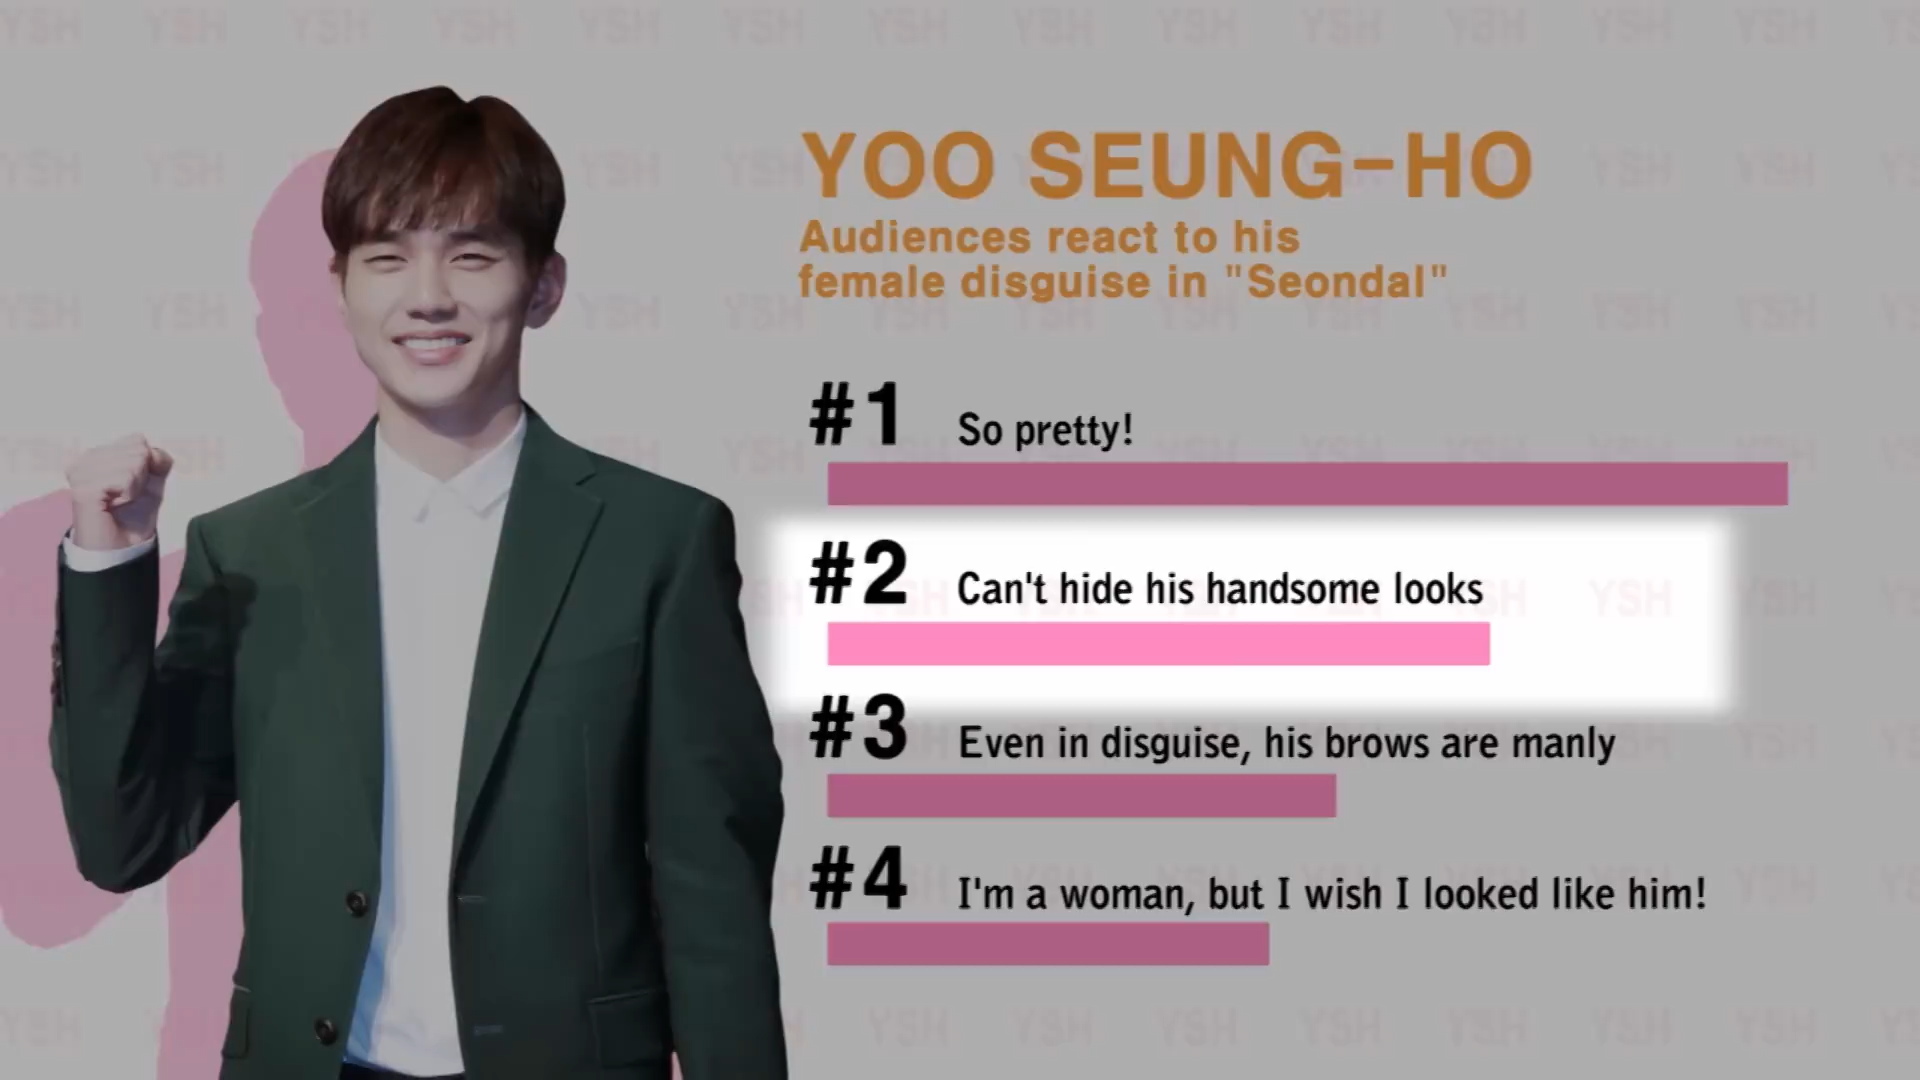 YOO SEUNG-HO
Audiences react to his
female disguise in "Seondal"
#1 So pretty!
#2 Can't hide his handsome looks
#3 Even in disguise, his brows are manly
#4 I'm a woman, but I wish I looked like him!
YSH